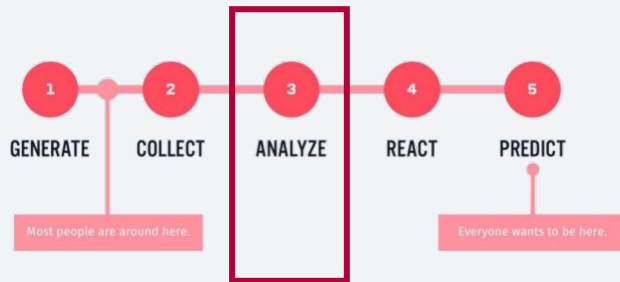 1
2
3
4
5
GENERATE
COLLECT
ANALYZE
REACT
PREDICT
Most people are around here.
Everyone wants to be here.